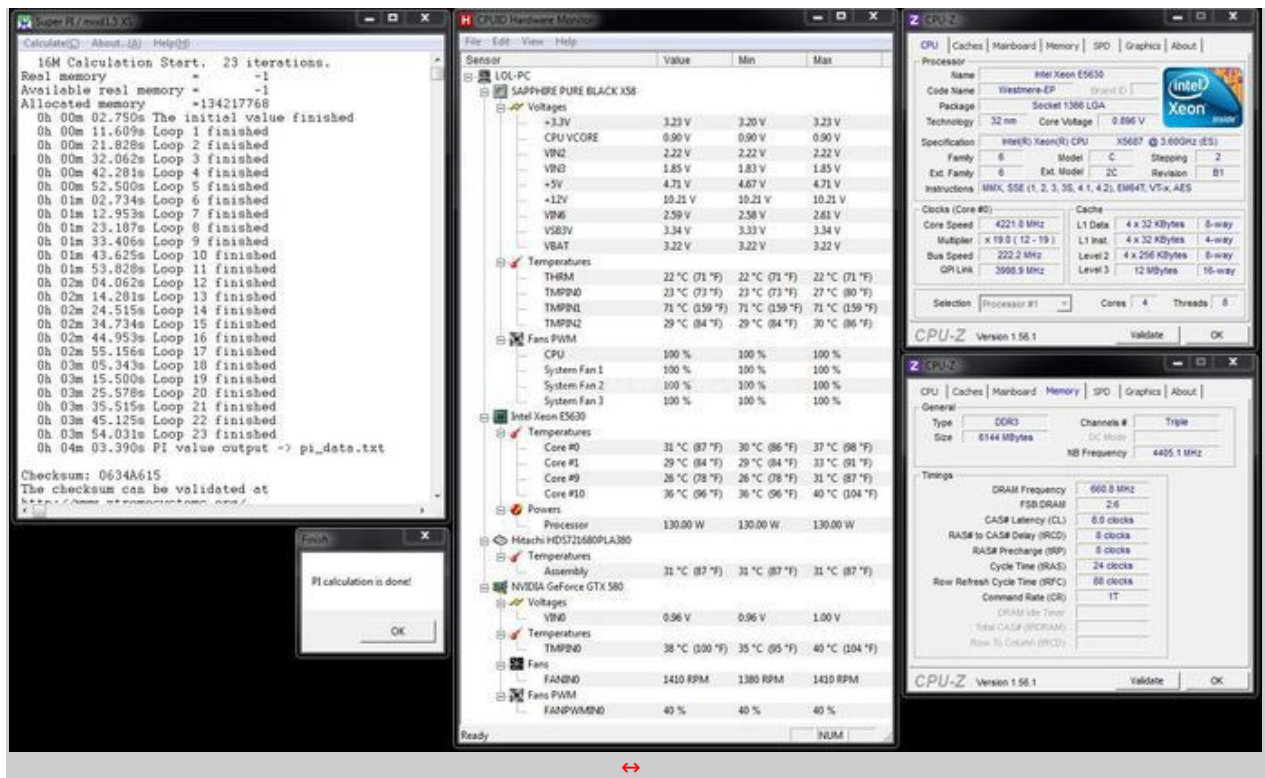 Super PI / mod1.5 XS
Calculate(C) About...(A) Help(H)
16M Calculation Start. 23 iterations.
Real memory = -1
Available real memory = -1
Allocated memory =134217768
0h 00m 02.750s The initial value finished
0h 00m 11.609s Loop 1 finished
0h 00m 21.828s Loop 2 finished
0h 00m 32.062s Loop 3 finished
0h 00m 42.281s Loop 4 finished
0h 00m 52.500s Loop 5 finished
0h 01m 02.734s Loop 6 finished
0h 01m 12.953s Loop 7 finished
0h 01m 23.187s Loop 8 finished
0h 01m 33.406s Loop 9 finished
0h 01m 43.625s Loop 10 finished
0h 01m 53.828s Loop 11 finished
0h 02m 04.062s Loop 12 finished
0h 02m 14.281s Loop 13 finished
0h 02m 24.515s Loop 14 finished
0h 02m 34.734s Loop 15 finished
0h 02m 44.953s Loop 16 finished
0h 02m 55.156s Loop 17 finished
0h 03m 05.343s Loop 18 finished
0h 03m 15.500s Loop 19 finished
0h 03m 25.578s Loop 20 finished
0h 03m 35.515s Loop 21 finished
0h 03m 45.125s Loop 22 finished
0h 03m 54.031s Loop 23 finished
0h 04m 03.390s PI value output -> pi_data.txt
Checksum: 0634A615
The checksum can be validated at
Finish
PI calculation is done!
OK
CPUID Hardware Monitor
File Edit View Help
Sensor Value Min Max
LOL-PC
SAPPHIRE PURE BLACK X58
Voltages
+3.3V 3.23 V 3.20 V 3.23 V
CPU VCORE 0.90 V 0.90 V 0.90 V
VIN2 2.22 V 2.22 V 2.22 V
VIN3 1.85 V 1.83 V 1.85 V
+5V 4.71 V 4.67 V 4.71 V
+12V 10.21 V 10.21 V 10.21 V
VIN6 2.59 V 2.58 V 2.61 V
VSB3V 3.34 V 3.33 V 3.34 V
VBAT 3.22 V 3.22 V 3.22 V
Temperatures
THRM 22 °C (71 °F) 22 °C (71 °F) 22 °C (71 °F)
TMPIN0 23 °C (73 °F) 23 °C (73 °F) 27 °C (80 °F)
TMPIN1 71 °C (159 °F) 71 °C (159 °F) 71 °C (159 °F)
TMPIN2 29 °C (84 °F) 29 °C (84 °F) 30 °C (86 °F)
Fans PWM
CPU 100 % 100 % 100 %
System Fan 1 100 % 100 % 100 %
System Fan 2 100 % 100 % 100 %
System Fan 3 100 % 100 % 100 %
Intel Xeon E5630
Temperatures
Core #0 31 °C (87 °F) 30 °C (86 °F) 37 °C (98 °F)
Core #1 29 °C (84 °F) 29 °C (84 °F) 33 °C (91 °F)
Core #9 26 °C (78 °F) 26 °C (78 °F) 31 °C (87 °F)
Core #10 36 °C (96 °F) 36 °C (96 °F) 40 °C (104 °F)
Powers
Processor 130.00 W 130.00 W 130.00 W
Hitachi HDS721680PLA380
Temperatures
Assembly 31 °C (87 °F) 31 °C (87 °F) 31 °C (87 °F)
NVIDIA GeForce GTX 580
Voltages
VIN0 0.96 V 0.96 V 1.00 V
Temperatures
TMPIN0 38 °C (100 °F) 35 °C (95 °F) 40 °C (104 °F)
Fans
FANIN0 1410 RPM 1380 RPM 1410 RPM
Fans PWM
FANPWMIN0 40 % 40 % 40 %
Ready NUM
CPU-Z
CPU Caches Mainboard Memory SPD Graphics About
Processor
Name Intel Xeon E5630
Code Name Westmere-EP Brand ID
Package Socket 1366 LGA
Technology 32 nm Core Voltage 0.896 V
intel Xeon inside
Specification Intel(R) Xeon(R) CPU X5687 @ 3.60GHz (ES)
Family 6 Model C Stepping 2
Ext. Family 6 Ext. Model 2C Revision B1
Instructions MMX, SSE (1, 2, 3, 3S, 4.1, 4.2), EM64T, VT-x, AES
Clocks (Core #0) Cache
Core Speed 4221.8 MHz L1 Data 4 x 32 KBytes 8-way
Multiplier x 19.0 ( 12 - 19 ) L1 Inst. 4 x 32 KBytes 4-way
Bus Speed 222.2 MHz Level 2 4 x 256 KBytes 8-way
QPI Link 3998.9 MHz Level 3 12 MBytes 16-way
Selection Processor #1 Cores 4 Threads 8
CPU-Z Version 1.56.1 Validate OK
CPU-Z
CPU Caches Mainboard Memory SPD Graphics About
General
Type DDR3 Channels # Triple
Size 6144 MBytes DC Mode
NB Frequency 4405.1 MHz
Timings
DRAM Frequency 660.8 MHz
FSB:DRAM 2:6
CAS# Latency (CL) 8.0 clocks
RAS# to CAS# Delay (tRCD) 8 clocks
RAS# Precharge (tRP) 8 clocks
Cycle Time (tRAS) 24 clocks
Row Refresh Cycle Time (tRFC) 88 clocks
Command Rate (CR) 1T
DRAM Idle Timer
Total CAS# (tRDRAM)
Row To Column (tRCD)
CPU-Z Version 1.56.1 Validate OK